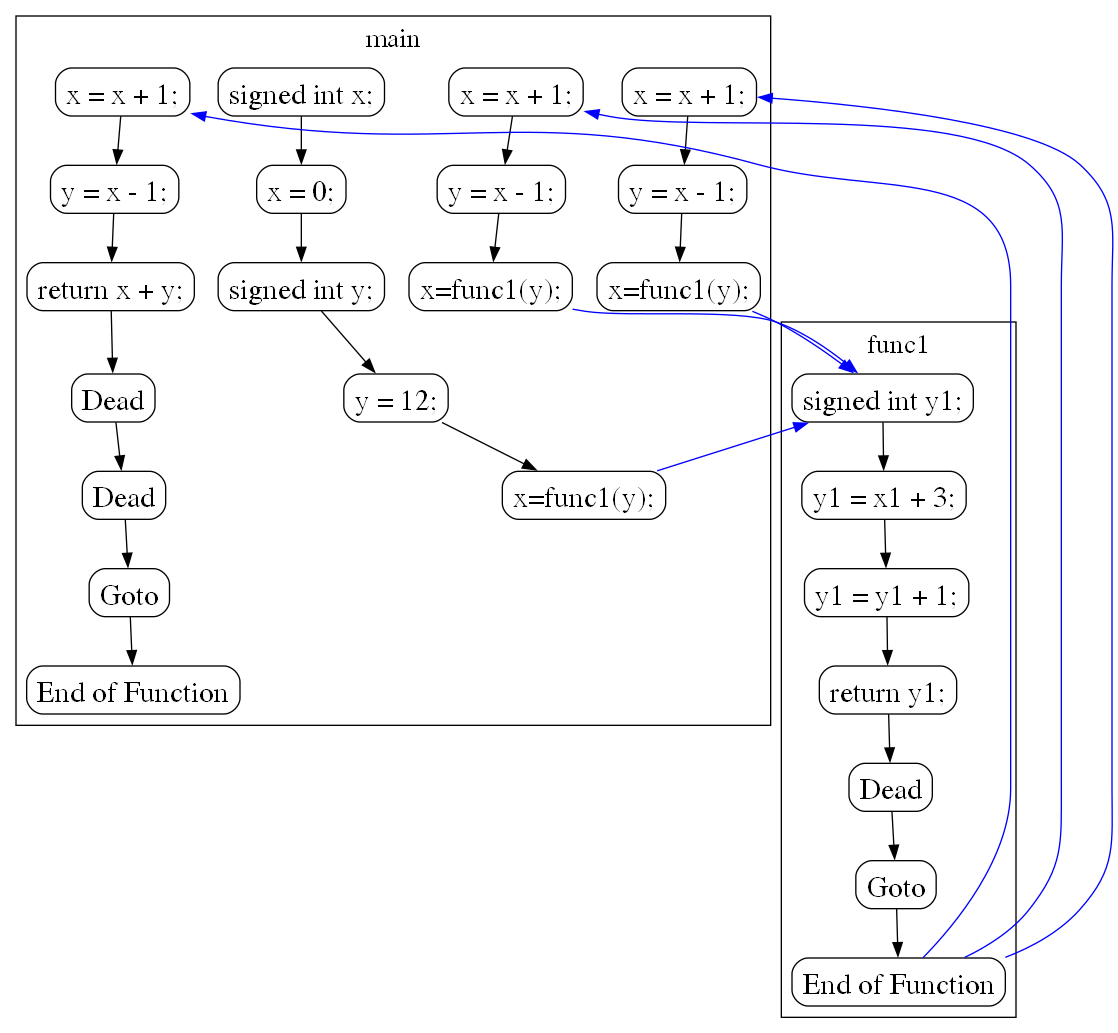 main
x = x + 1;
signed int x;
x = x + 1;
x = x + 1;
y = x - 1;
x = 0;
y = x - 1;
y = x - 1;
return x + y;
signed int y;
x=func1(y);
x=func1(y);
func1
Dead
y = 12;
signed int y1;
Dead
x=func1(y);
y1 = x1 + 3;
Goto
y1 = y1 + 1;
End of Function
return y1;
Dead
Goto
End of Function